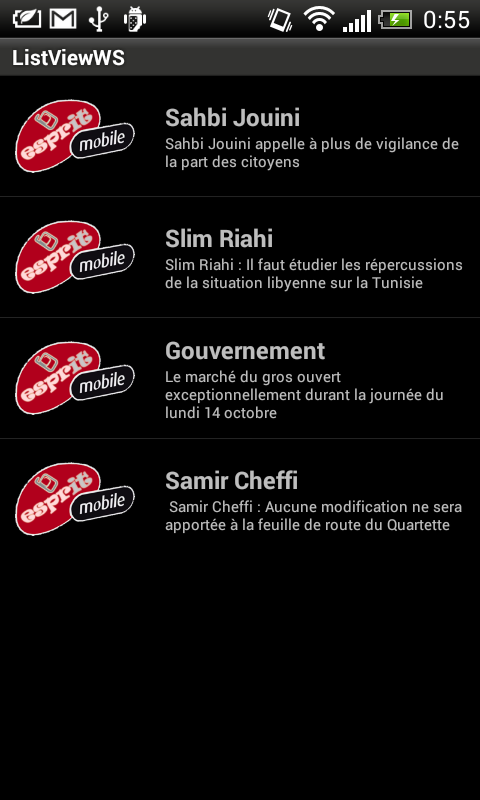 0:55
ListViewWS
esprit
mobile
Sahbi Jouini
Sahbi Jouini appelle à plus de vigilance de
la part des citoyens
esprit
mobile
Slim Riahi
Slim Riahi : Il faut étudier les répercussions
de la situation libyenne sur la Tunisie
esprit
mobile
Gouvernement
Le marché du gros ouvert
exceptionnellement durant la journée du
lundi 14 octobre
esprit
mobile
Samir Cheffi
Samir Cheffi : Aucune modification ne sera
apportée à la feuille de route du Quartette